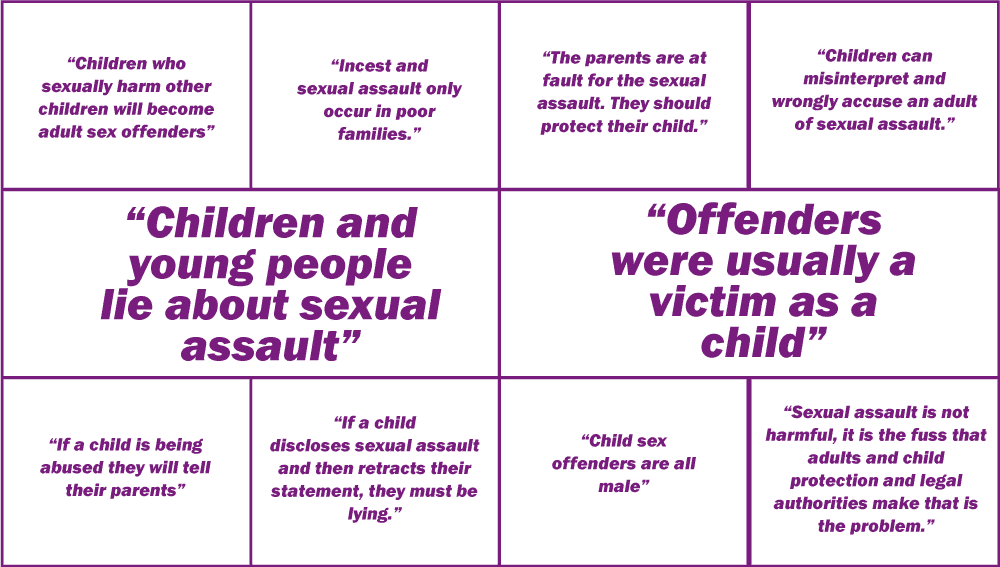 “Children who
sexually harm other
children will become
adult sex offenders”
“Incest and
sexual assault only
occur in poor
families.”
“The parents are at
fault for the sexual
assault. They should
protect their child.”
“Children can
misinterpret and
wrongly accuse an adult
of sexual assault.”
“Children and
young people
lie about sexual
assault”
“Offenders
were usually a
victim as a
child”
“If a child is being
abused they will tell
their parents”
“If a child
discloses sexual assault
and then retracts their
statement, they must be
lying.”
“Child sex
offenders are all
male”
“Sexual assault is not
harmful, it is the fuss that
adults and child
protection and legal
authorities make that is
the problem.”